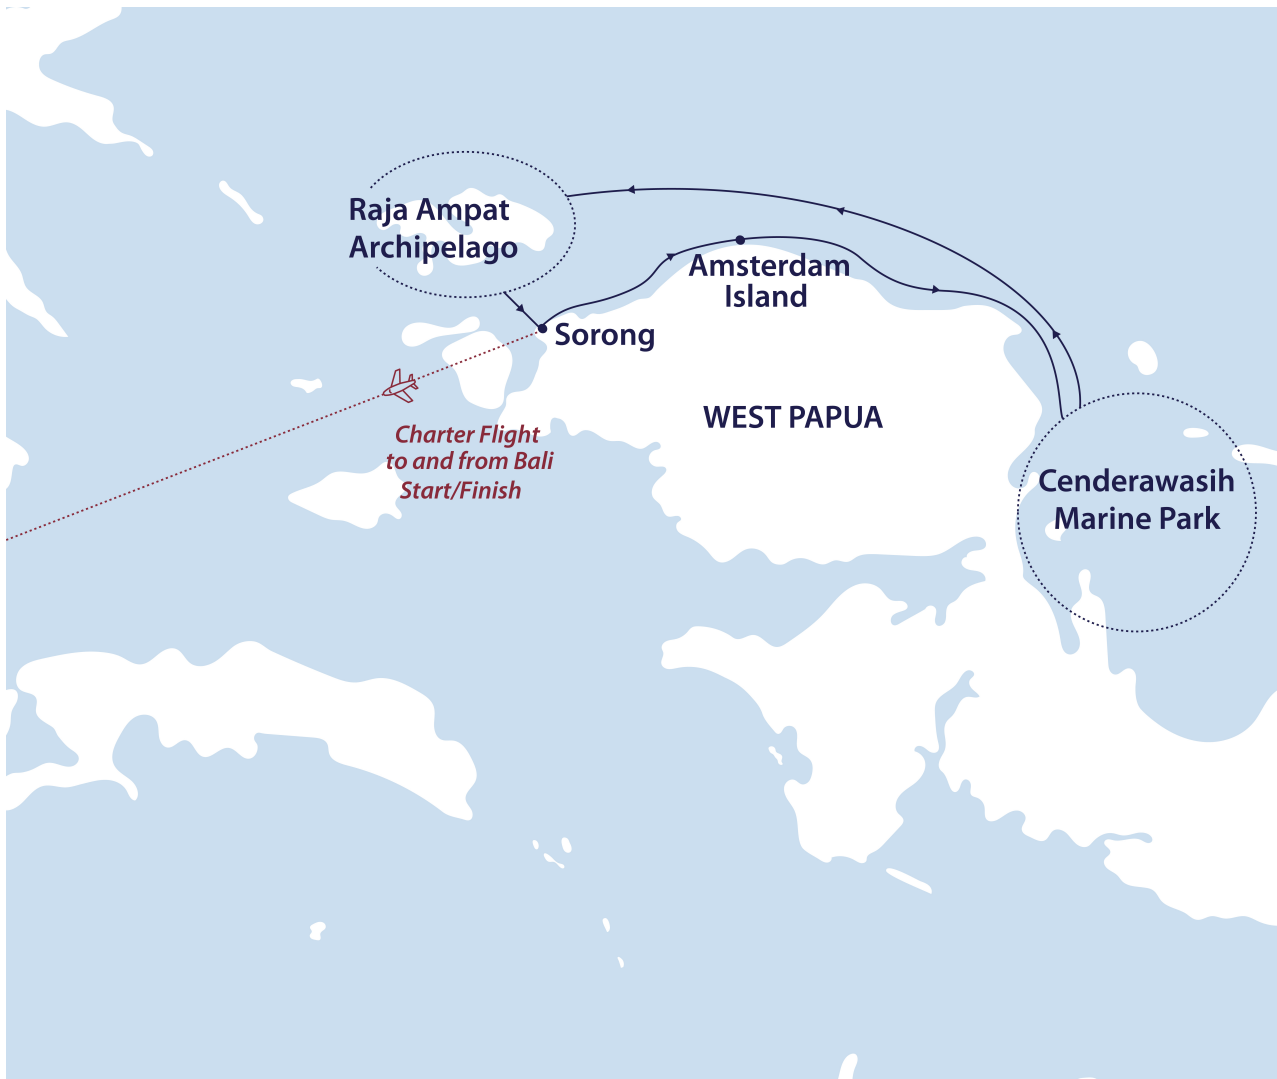 Raja Ampat
Archipelago
Amsterdam
Island
Sorong
WEST PAPUA
Charter Flight
to and from Bali
Start/Finish
Cenderawasih
Marine Park